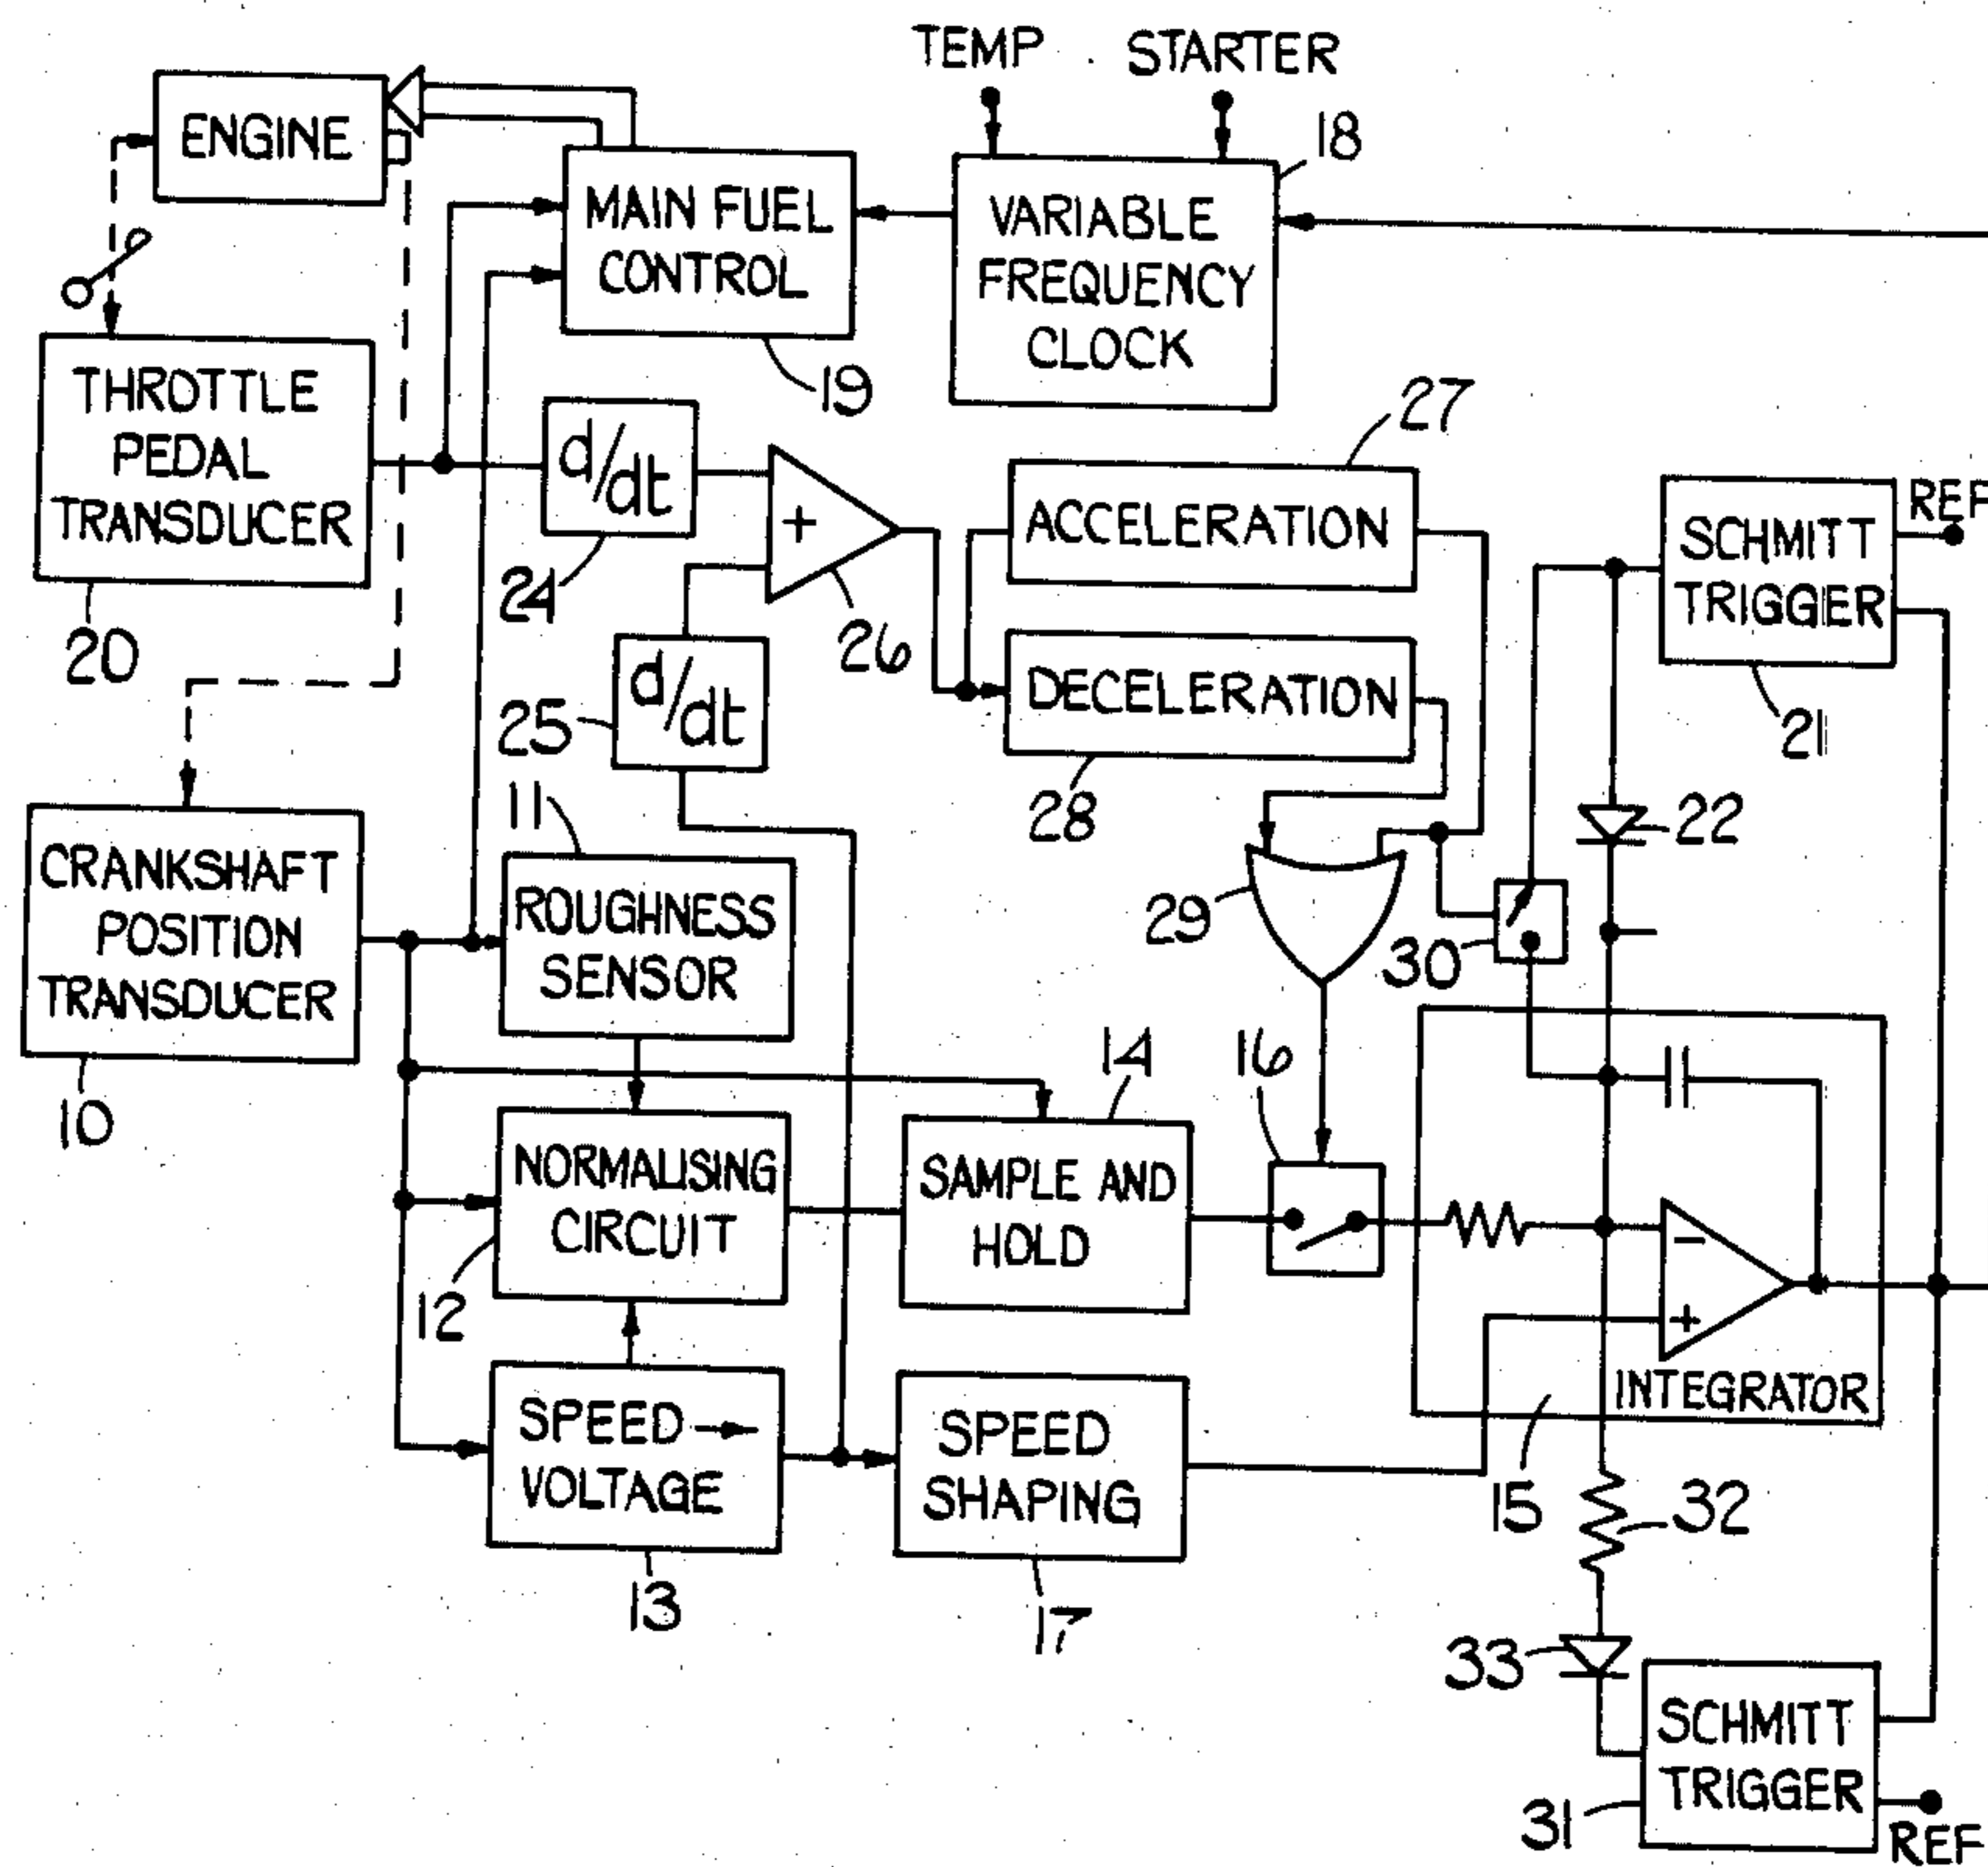 TEMP
STARTER
ENGINE
18
MAIN FUEL
CONTROL
VARIABLE
FREQUENCY
CLOCK
19
27
THROTTLE
PEDAL
TRANSDUCER
20
d/dt
24
+
26
d/dt
25
ACCELERATION
DECELERATION
28
SCHMITT
TRIGGER
REF
21
22
11
CRANKSHAFT
POSITION
TRANSDUCER
10
ROUGHNESS
SENSOR
29
30
14
16
NORMALISING
CIRCUIT
12
SAMPLE AND
HOLD
−
+
INTEGRATOR
15
SPEED →
VOLTAGE
13
SPEED
SHAPING
17
32
33
SCHMITT
TRIGGER
31
REF